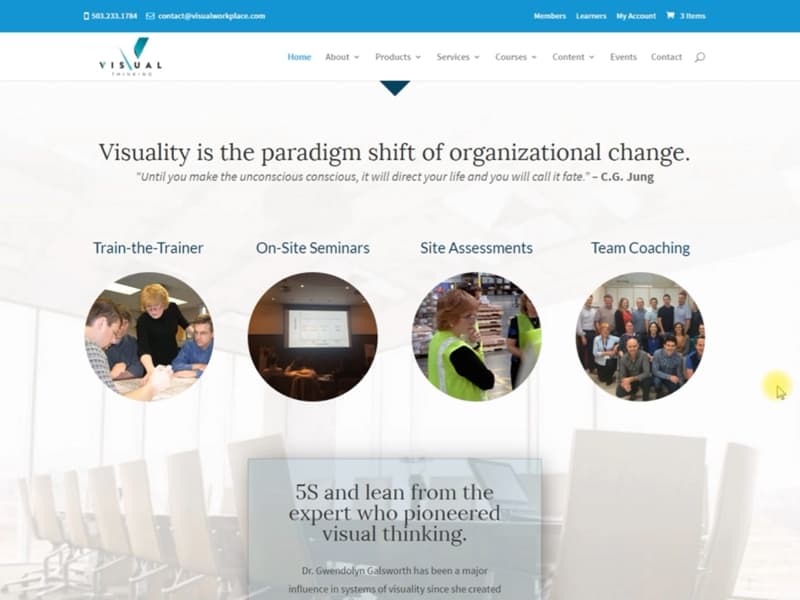 503.233.1784 contact@visualworkplace.com Members Learners My Account 3 Items
VISUAL
THINKING
Home About Products Services Courses Content Events Contact
Visuality is the paradigm shift of organizational change.
"Until you make the unconscious conscious, it will direct your life and you will call it fate." – C.G. Jung
Train-the-Trainer On-Site Seminars Site Assessments Team Coaching
5S and lean from the
expert who pioneered
visual thinking.
Dr. Gwendolyn Galsworth has been a major
influence in systems of visuality since she created